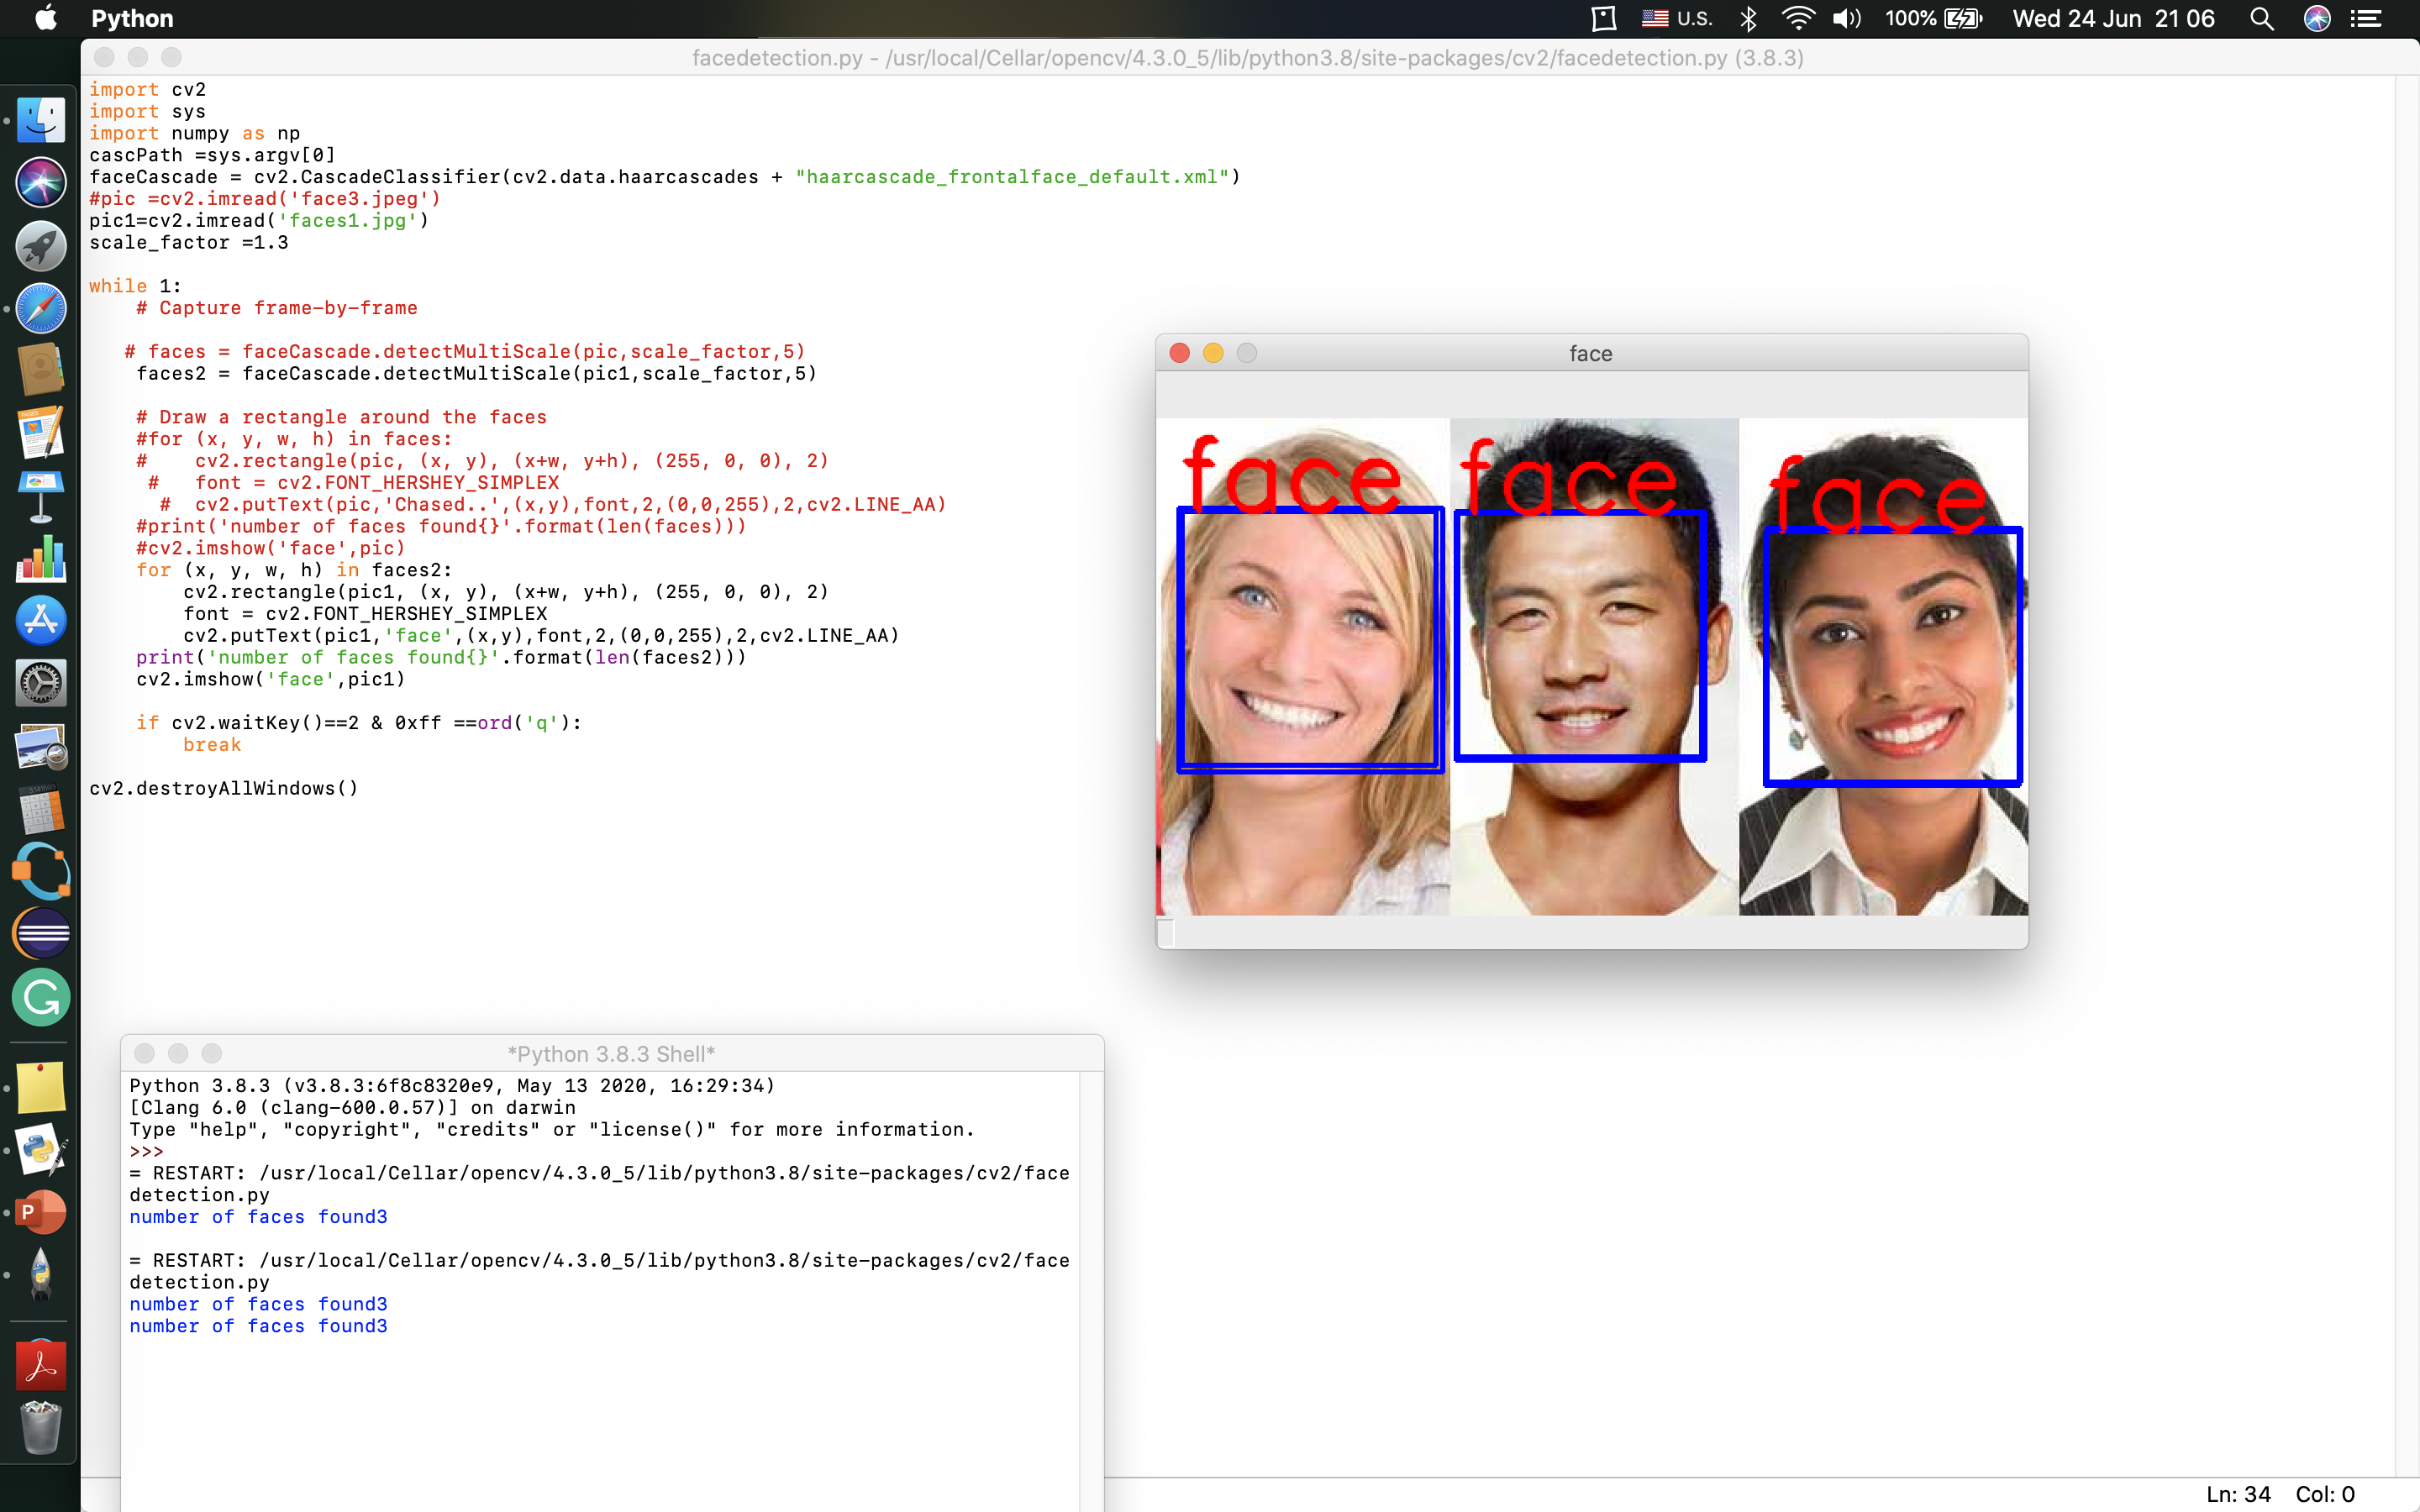 Python
U.S.
100%
Wed 24 Jun 21 06
facedetection.py - /usr/local/Cellar/opencv/4.3.0_5/lib/python3.8/site-packages/cv2/facedetection.py (3.8.3)
import cv2
import sys
import numpy as np
cascPath =sys.argv[0]
faceCascade = cv2.CascadeClassifier(cv2.data.haarcascades + "haarcascade_frontalface_default.xml")
#pic =cv2.imread('face3.jpeg')
pic1=cv2.imread('faces1.jpg')
scale_factor =1.3
while 1:
    # Capture frame-by-frame
   # faces = faceCascade.detectMultiScale(pic,scale_factor,5)
    faces2 = faceCascade.detectMultiScale(pic1,scale_factor,5)
    # Draw a rectangle around the faces
    #for (x, y, w, h) in faces:
    #    cv2.rectangle(pic, (x, y), (x+w, y+h), (255, 0, 0), 2)
     #   font = cv2.FONT_HERSHEY_SIMPLEX
      #  cv2.putText(pic,'Chased..',(x,y),font,2,(0,0,255),2,cv2.LINE_AA)
    #print('number of faces found{}'.format(len(faces)))
    #cv2.imshow('face',pic)
    for (x, y, w, h) in faces2:
        cv2.rectangle(pic1, (x, y), (x+w, y+h), (255, 0, 0), 2)
        font = cv2.FONT_HERSHEY_SIMPLEX
        cv2.putText(pic1,'face',(x,y),font,2,(0,0,255),2,cv2.LINE_AA)
    print('number of faces found{}'.format(len(faces2)))
    cv2.imshow('face',pic1)
    if cv2.waitKey()==2 & 0xff ==ord('q'):
        break
cv2.destroyAllWindows()
face
face face face
*Python 3.8.3 Shell*
Python 3.8.3 (v3.8.3:6f8c8320e9, May 13 2020, 16:29:34)
[Clang 6.0 (clang-600.0.57)] on darwin
Type "help", "copyright", "credits" or "license()" for more information.
>>>
= RESTART: /usr/local/Cellar/opencv/4.3.0_5/lib/python3.8/site-packages/cv2/face
detection.py
number of faces found3
= RESTART: /usr/local/Cellar/opencv/4.3.0_5/lib/python3.8/site-packages/cv2/face
detection.py
number of faces found3
number of faces found3
Ln: 34 Col: 0